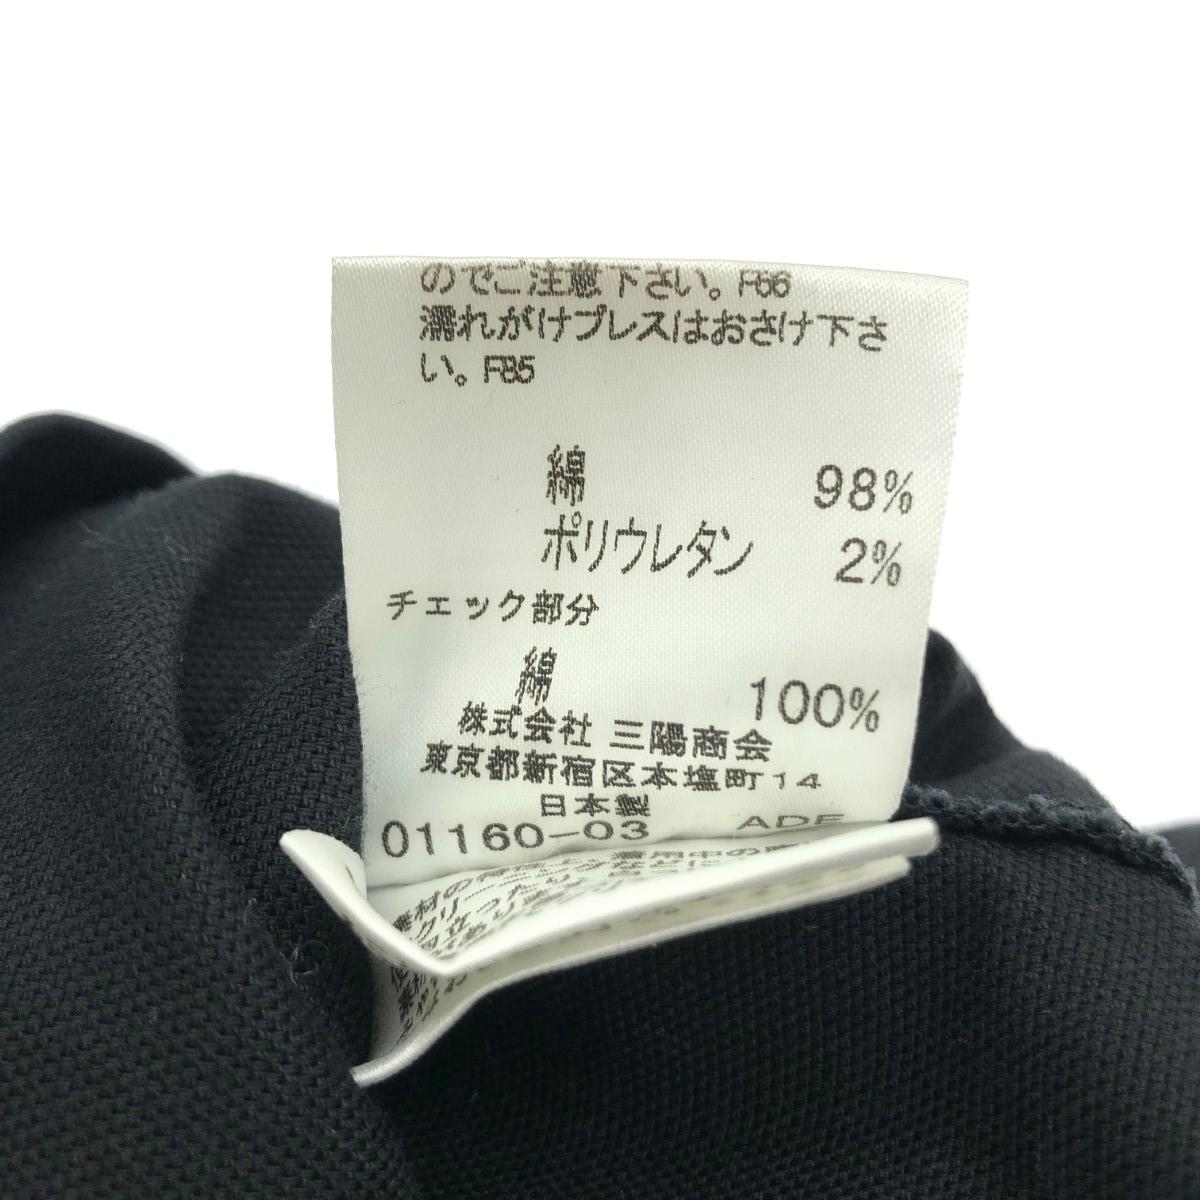 のでご注意下さい。F66
濡れがけプレスはおさけ下さ
い。F85
綿 98%
ポリウレタン 2%
チェック部分
綿 100%
株式会社 三陽商会
東京都新宿区本塩町14
日本製
01160-03 ADE